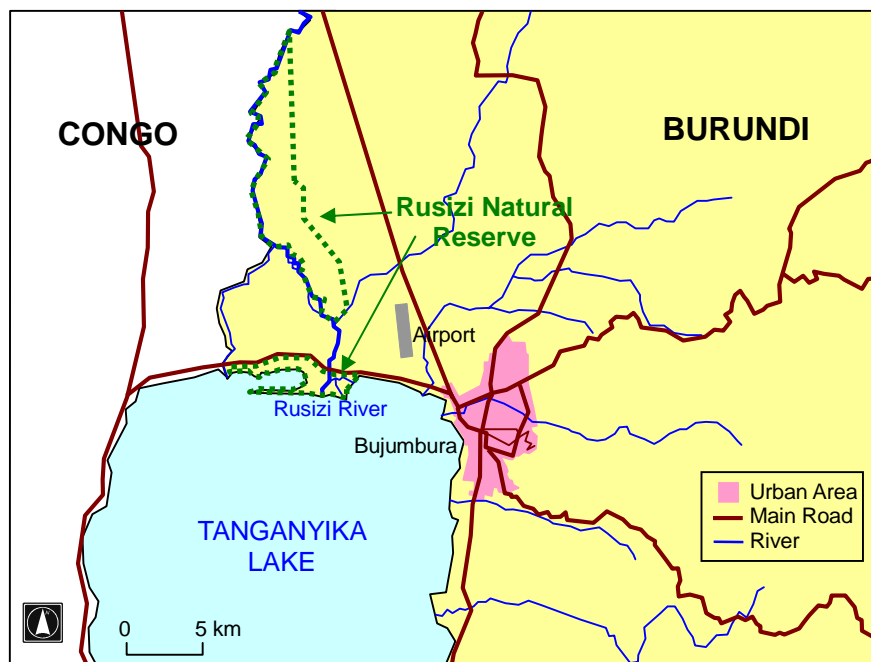 CONGO
BURUNDI
Rusizi Natural
Reserve
Airport
Rusizi River
Bujumbura
TANGANYIKA
LAKE
Urban Area
Main Road
River
0 5 km